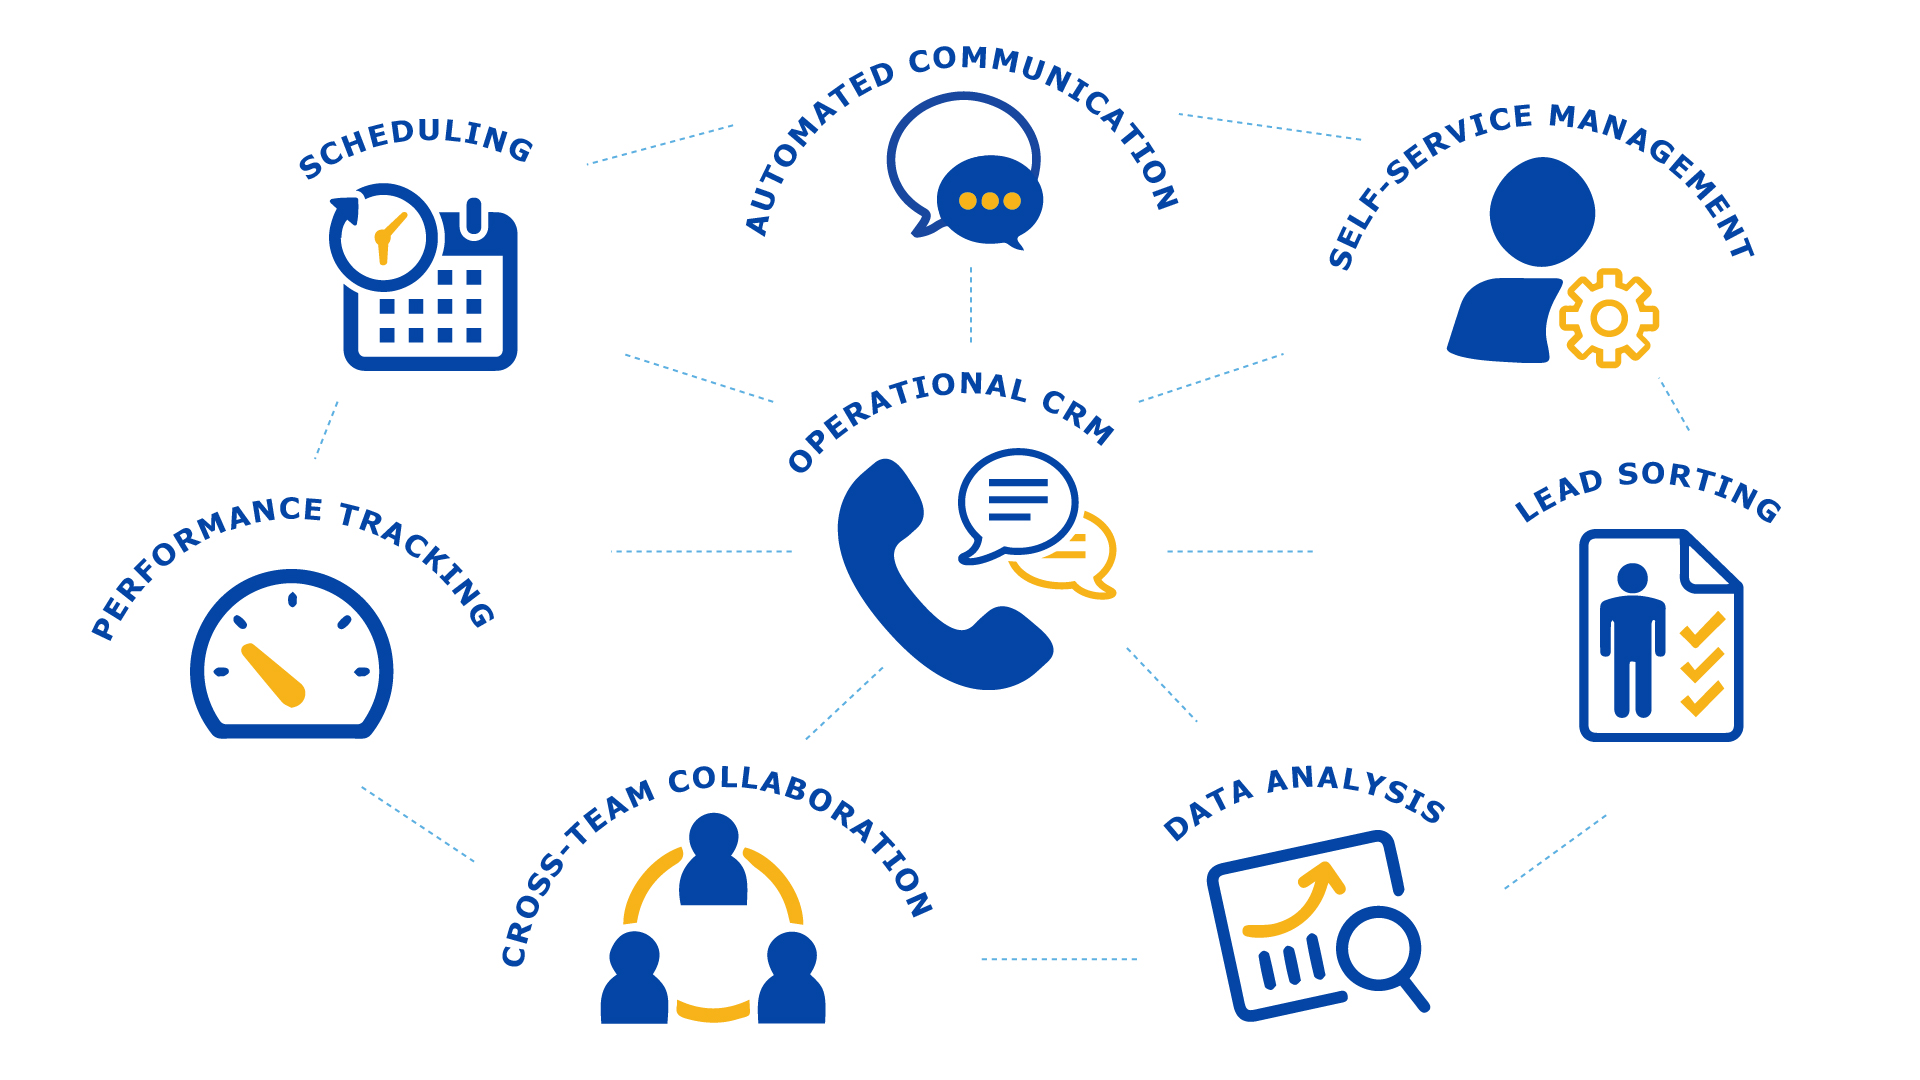 AUTOMATED COMMUNICATION
SCHEDULING
SELF-SERVICE MANAGEMENT
OPERATIONAL CRM
PERFORMANCE TRACKING
LEAD SORTING
CROSS-TEAM COLLABORATION
DATA ANALYSIS